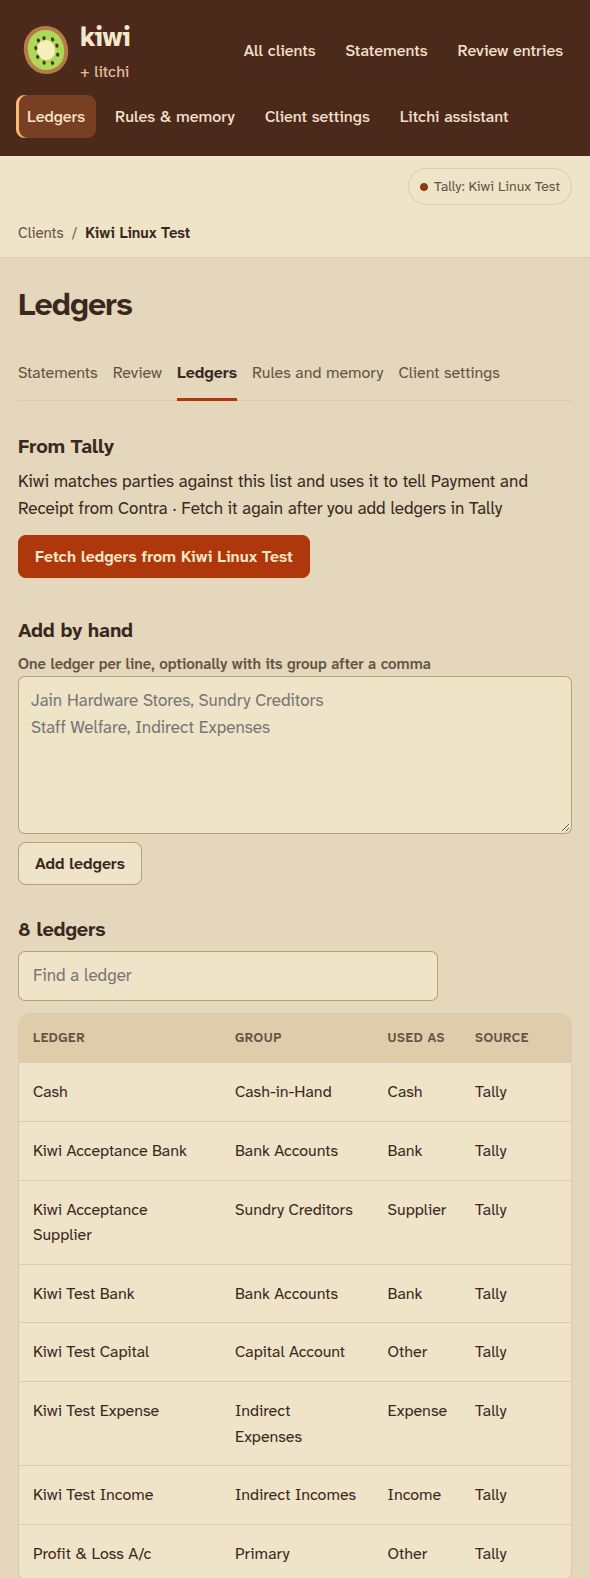 kiwi
+ litchi
All clients
Statements
Review entries
Ledgers
Rules & memory
Client settings
Litchi assistant
Tally: Kiwi Linux Test
Clients / Kiwi Linux Test
Ledgers
Statements Review Ledgers Rules and memory Client settings
From Tally
Kiwi matches parties against this list and uses it to tell Payment and
Receipt from Contra · Fetch it again after you add ledgers in Tally
Fetch ledgers from Kiwi Linux Test
Add by hand
One ledger per line, optionally with its group after a comma
Jain Hardware Stores, Sundry Creditors
Staff Welfare, Indirect Expenses
Add ledgers
8 ledgers
Find a ledger
LEDGER GROUP USED AS SOURCE
Cash Cash-in-Hand Cash Tally
Kiwi Acceptance Bank Bank Accounts Bank Tally
Kiwi Acceptance Supplier Sundry Creditors Supplier Tally
Kiwi Test Bank Bank Accounts Bank Tally
Kiwi Test Capital Capital Account Other Tally
Kiwi Test Expense Indirect Expenses Expense Tally
Kiwi Test Income Indirect Incomes Income Tally
Profit & Loss A/c Primary Other Tally